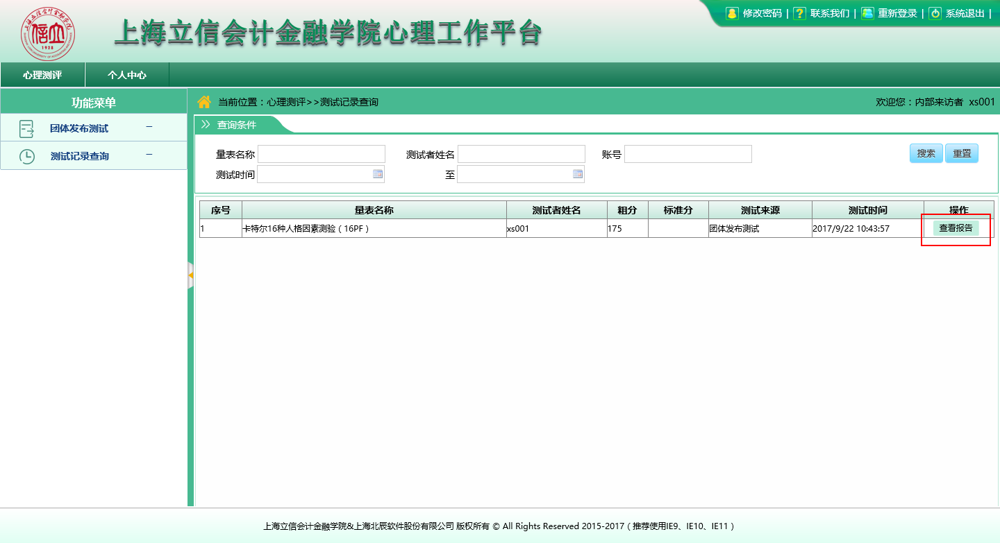 上海立信会计金融学院心理工作平台
修改密码 | 联系我们 | 重新登录 | 系统退出 |
心理测评 个人中心
功能菜单
团体发布测试 －
测试记录查询 －
当前位置：心理测评>>测试记录查询 欢迎您：内部来访者 xs001
查询条件
量表名称 测试者姓名 账号 搜索 重置
测试时间 至
序号 量表名称 测试者姓名 粗分 标准分 测试来源 测试时间 操作
1 卡特尔16种人格因素测验（16PF） xs001 175 团体发布测试 2017/9/22 10:43:57 查看报告
上海立信会计金融学院&上海北辰软件股份有限公司 版权所有 © All Rights Reserved 2015-2017（推荐使用IE9、IE10、IE11）